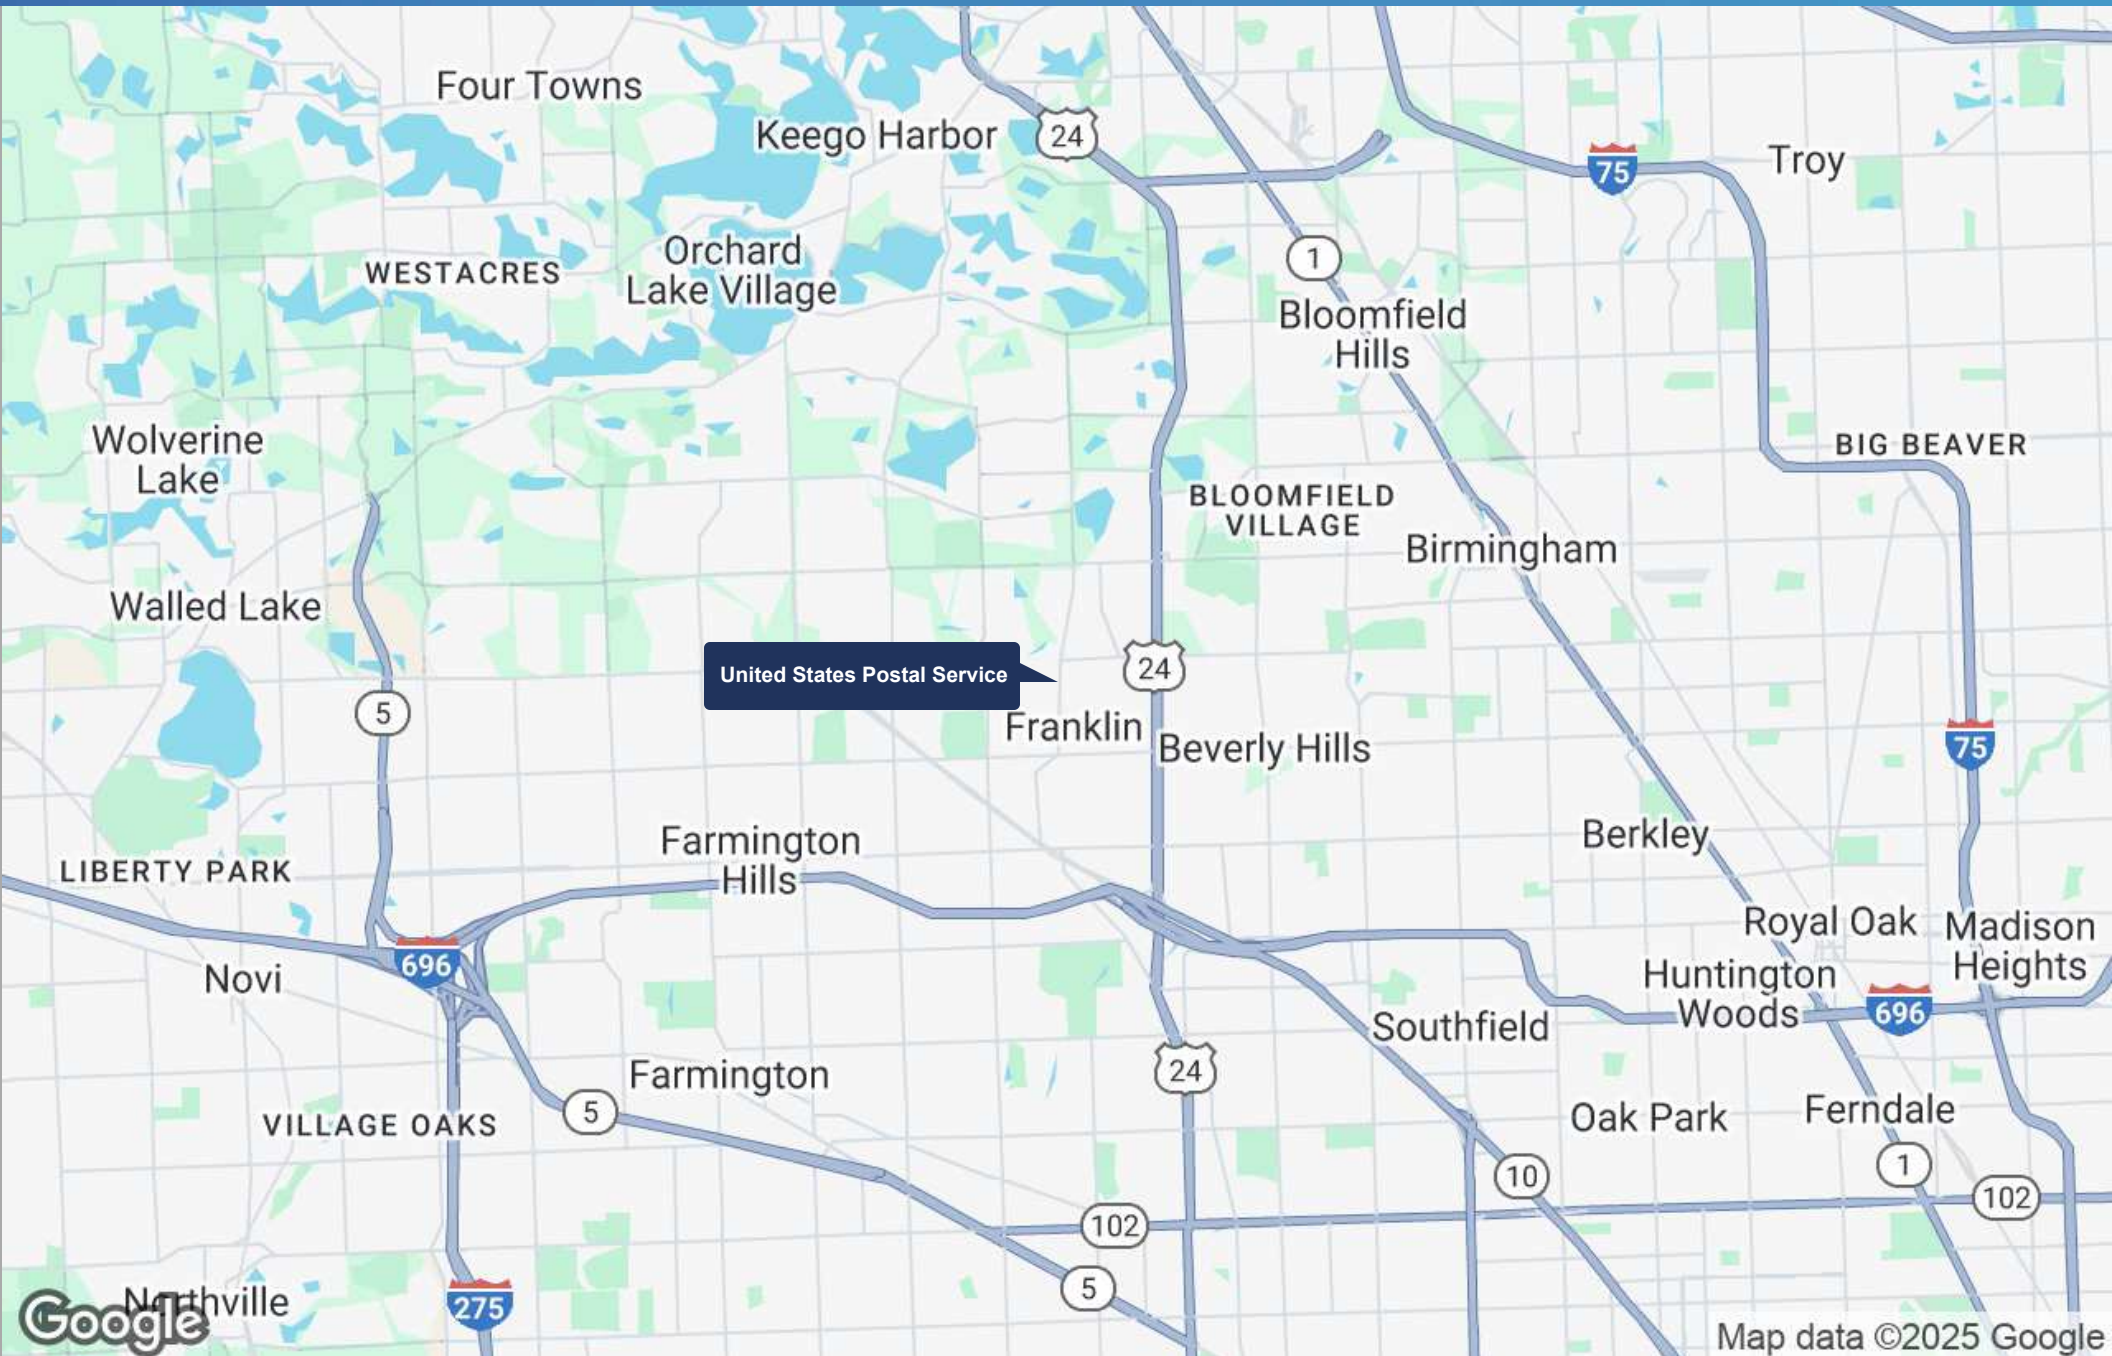 Four Towns
Keego Harbor
24
75
Troy
Orchard
Lake Village
WESTACRES
1
Bloomfield
Hills
Wolverine
Lake
BIG BEAVER
BLOOMFIELD
VILLAGE
Birmingham
Walled Lake
United States Postal Service
24
5
Franklin
Beverly Hills
75
Farmington
Hills
Berkley
LIBERTY PARK
Royal Oak
Madison
Heights
696
Novi
Huntington
Woods
696
Southfield
24
Farmington
5
VILLAGE OAKS
Oak Park
Ferndale
10
1
102
102
5
Northville
275
Google
Map data ©2025 Google